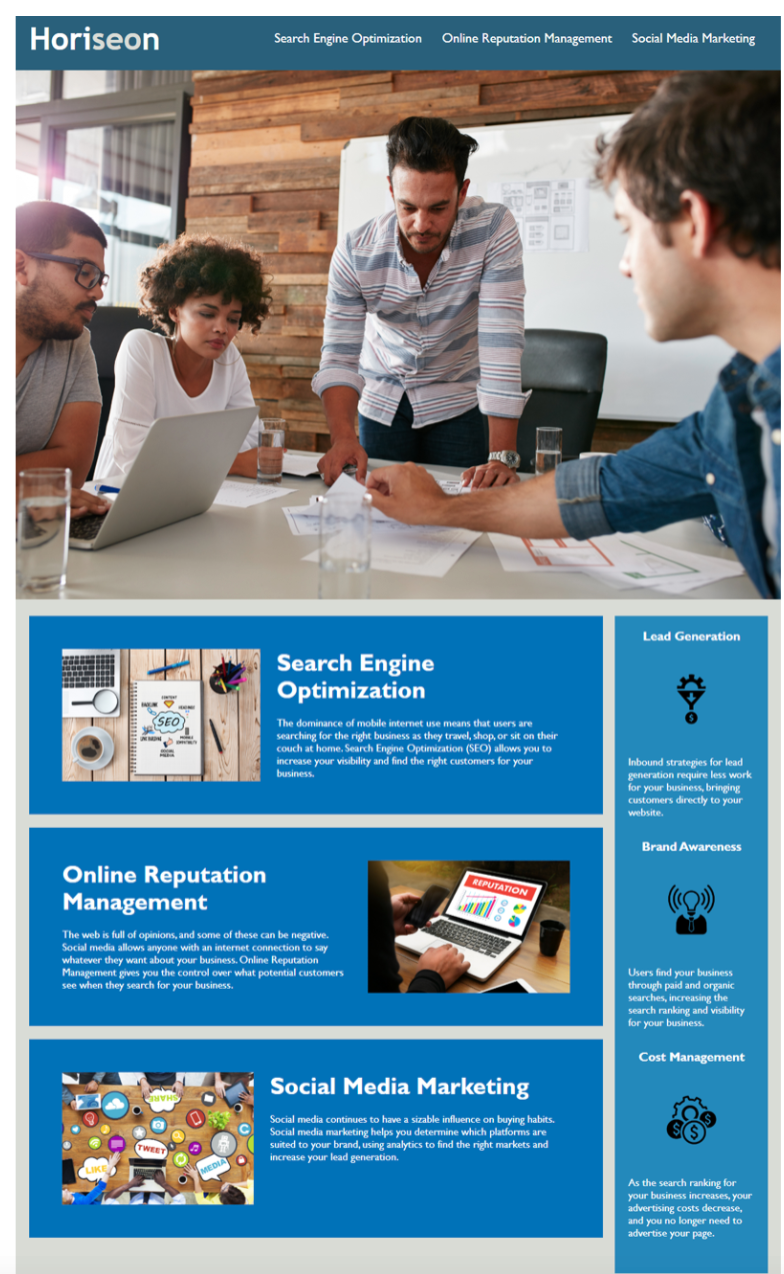 Horiseon
Search Engine Optimization
Online Reputation Management
Social Media Marketing
SEO
Search Engine
Optimization
The dominance of mobile internet use means that users are
searching for the right business as they travel, shop, or sit on their
couch at home. Search Engine Optimization (SEO) allows you to
increase your visibility and find the right customers for your
business.
Online Reputation
Management
The web is full of opinions, and some of these can be negative.
Social media allows anyone with an internet connection to say
whatever they want about your business. Online Reputation
Management gives you the control over what potential customers
see when they search for your business.
REPUTATION
SHARE
TWEET
LIKE
MEDIA
Social Media Marketing
Social media continues to have a sizable influence on buying habits.
Social media marketing helps you determine which platforms are
suited to your brand, using analytics to find the right markets and
increase your lead generation.
Lead Generation
$
Inbound strategies for lead
generation require less work
for your business, bringing
customers directly to your
website.
Brand Awareness
Users find your business
through paid and organic
searches, increasing the
search ranking and visibility
for your business.
Cost Management
$ $ $
As the search ranking for
your business increases, your
advertising costs decrease,
and you no longer need to
advertise your page.